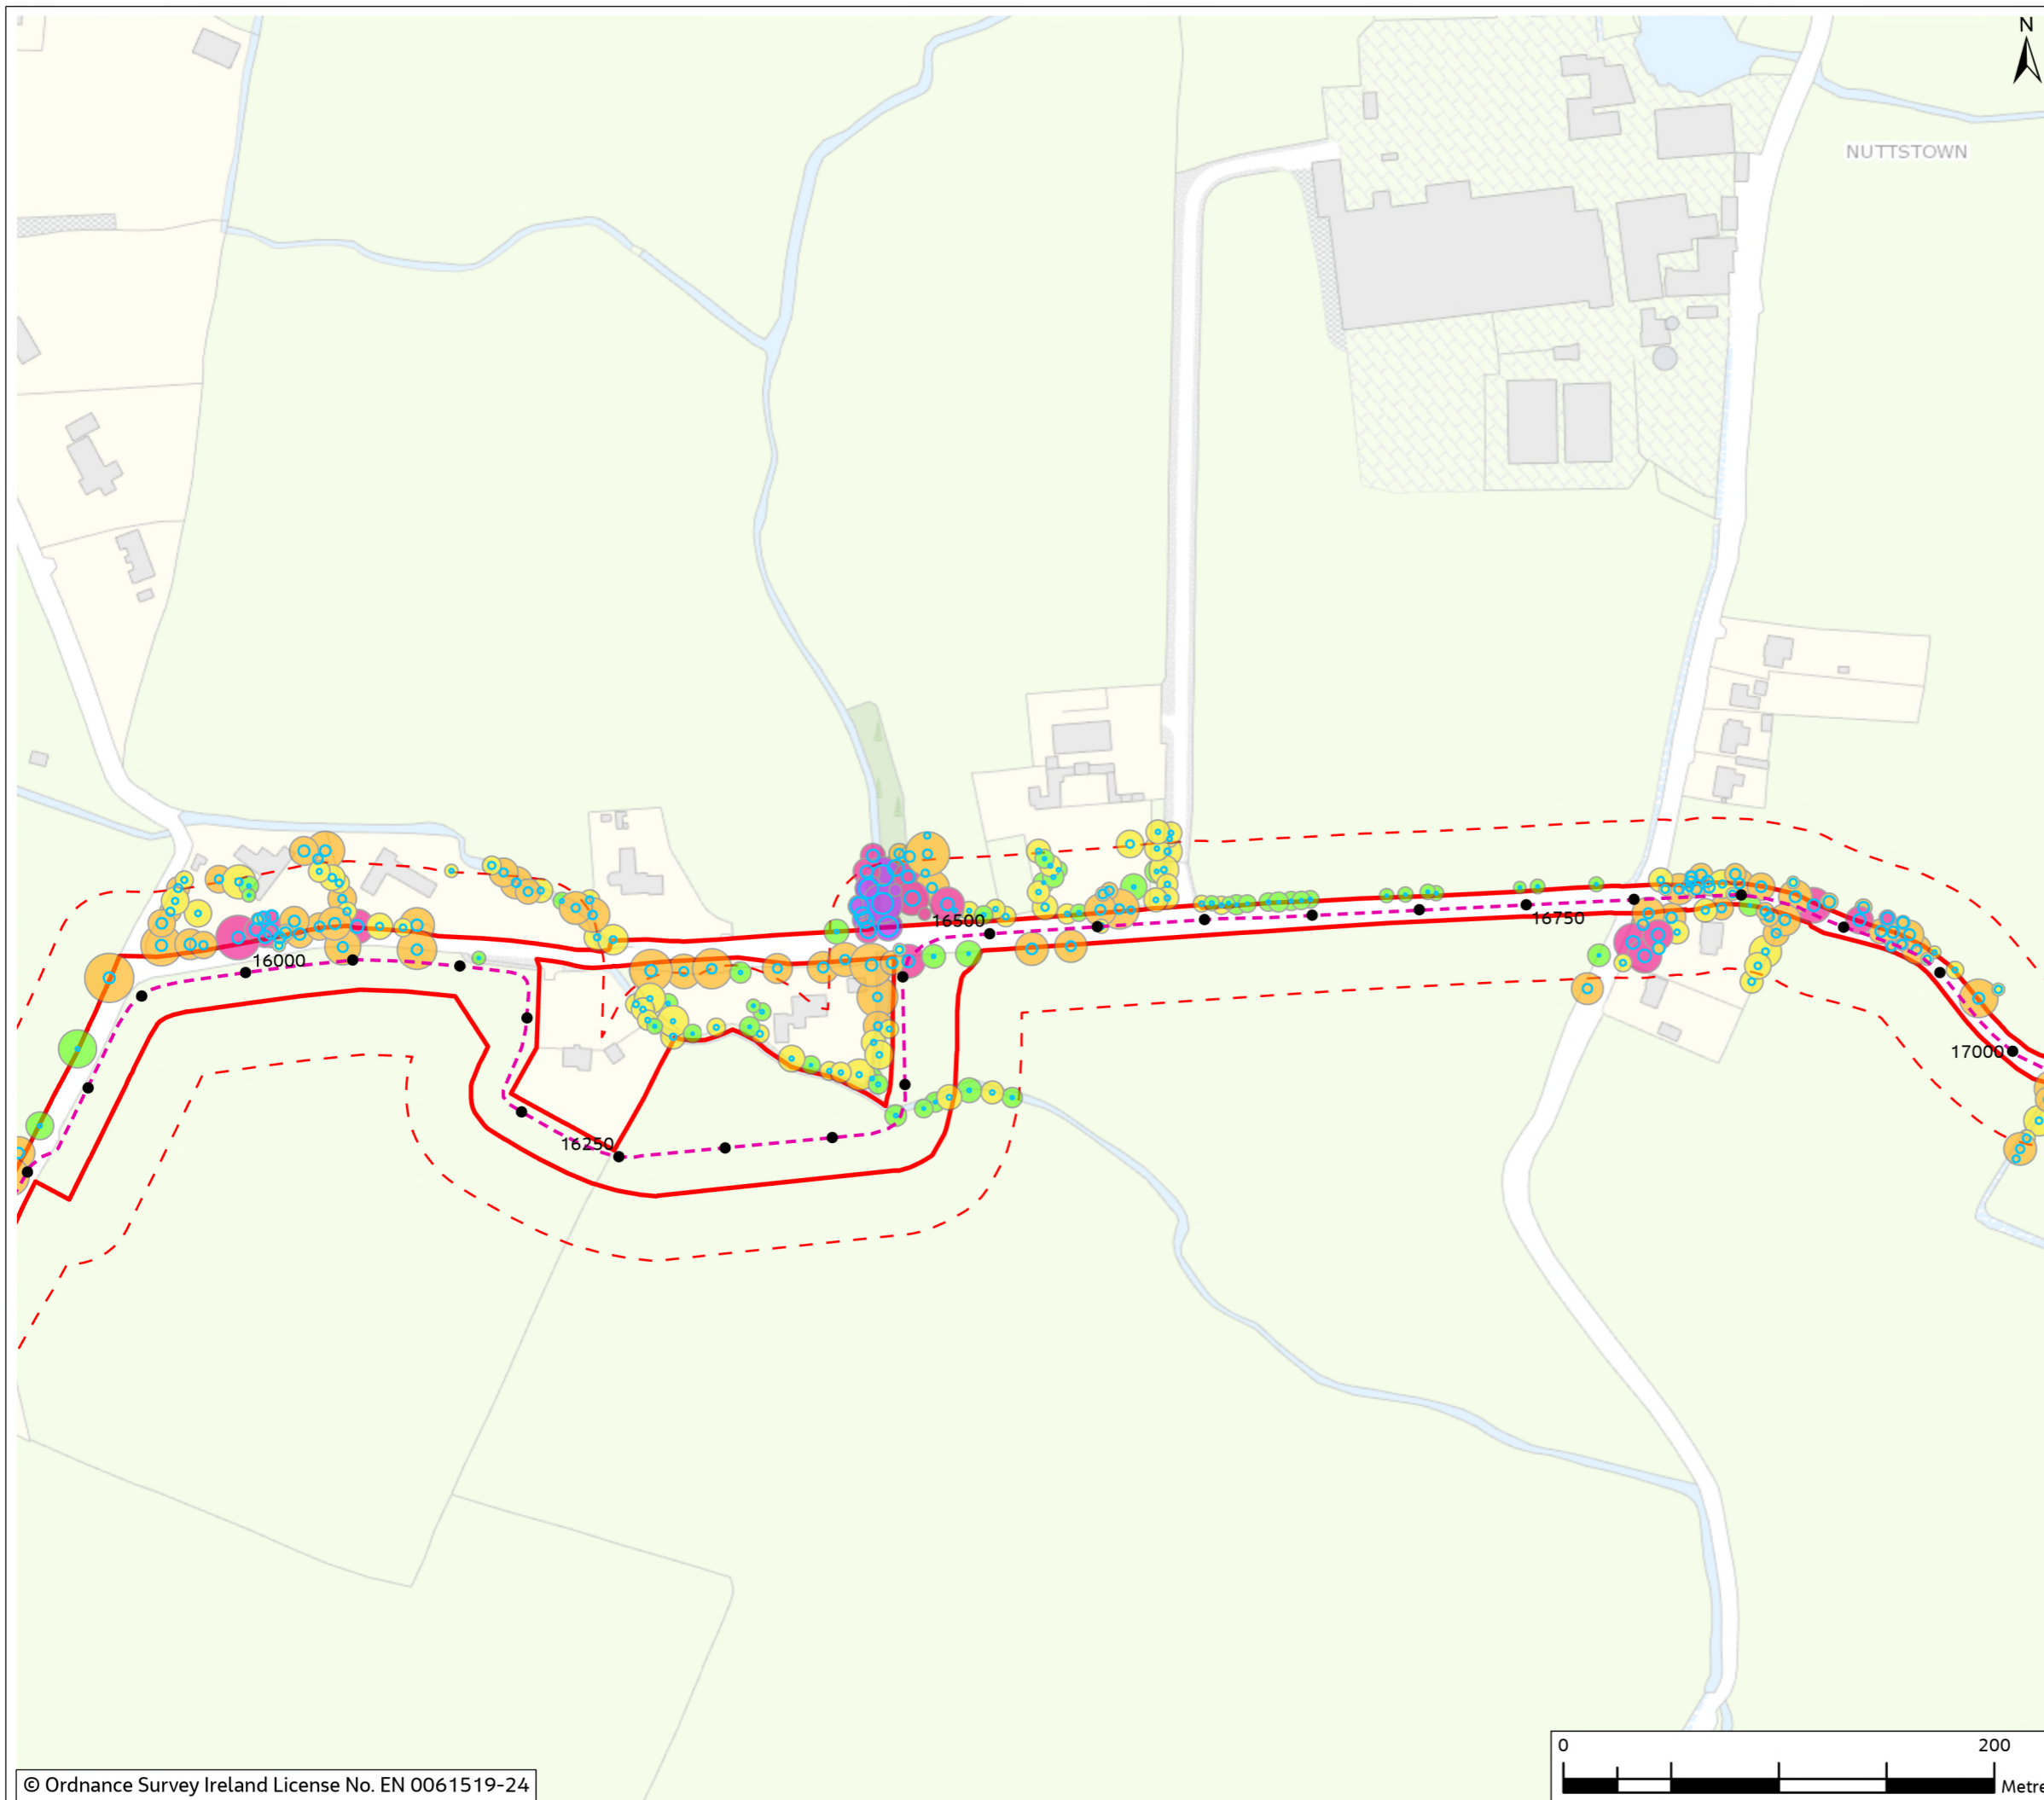 N
NUTTSTOWN
16500
16750
16000
17000
16250
0 200
Metre
© Ordnance Survey Ireland License No. EN 0061519-24